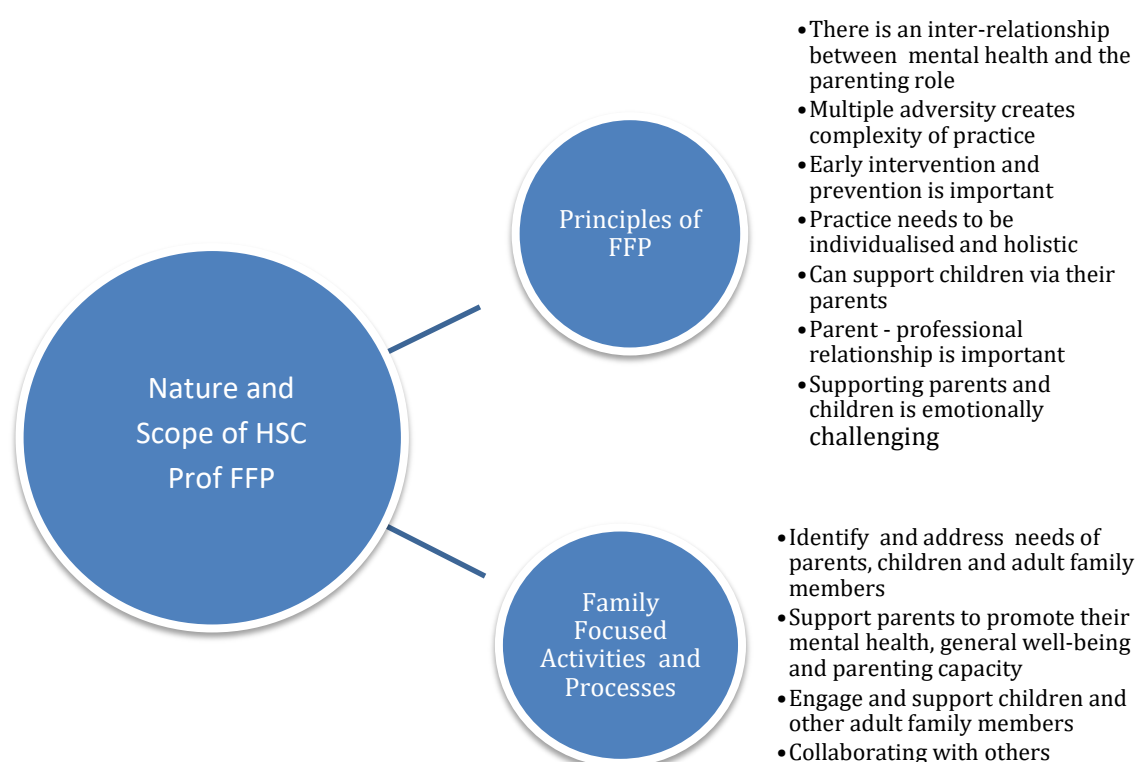 Nature and
Scope of HSC
Prof FFP
Principles of
FFP
•There is an inter-relationship
between mental health and the
parenting role
•Multiple adversity creates
complexity of practice
•Early intervention and
prevention is important
•Practice needs to be
individualised and holistic
•Can support children via their
parents
•Parent - professional
relationship is important
•Supporting parents and
children is emotionally
challenging
Family
Focused
Activities and
Processes
•Identify and address needs of
parents, children and adult family
members
•Support parents to promote their
mental health, general well-being
and parenting capacity
•Engage and support children and
other adult family members
•Collaborating with others